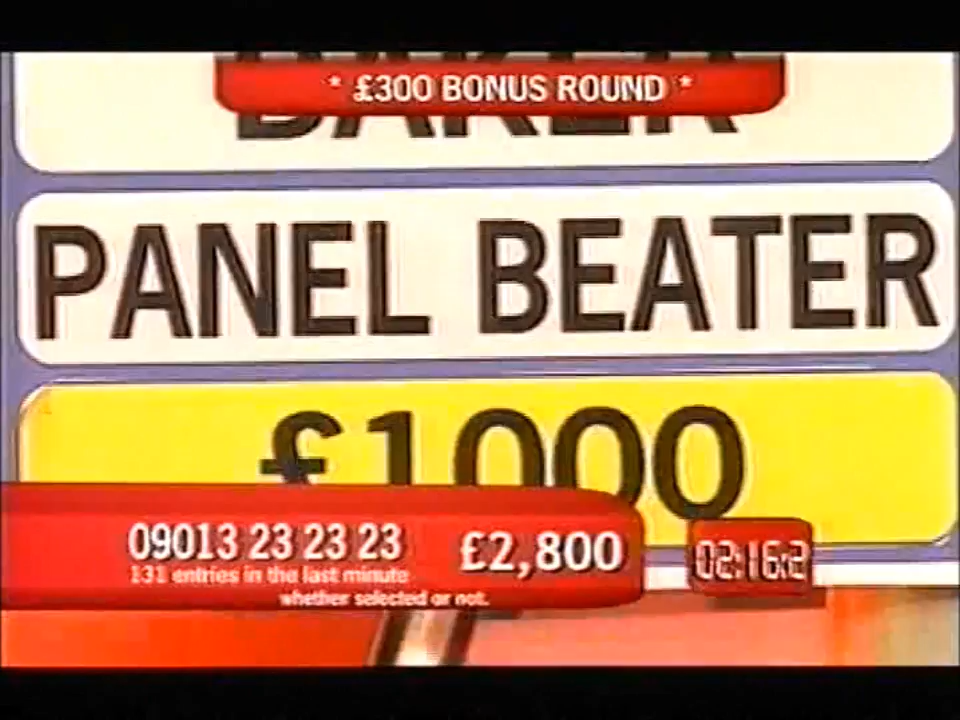 * £300 BONUS ROUND *
BAKER
PANEL BEATER
£1000
09013 23 23 23
£2,800
131 entries in the last minute
whether selected or not.
02:16:2